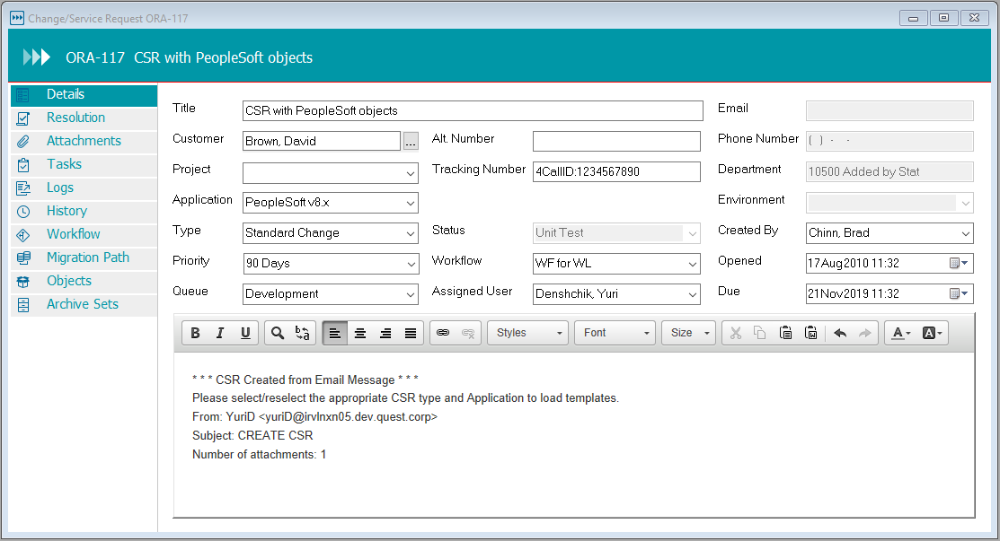 Change/Service Request ORA-117
ORA-117 CSR with PeopleSoft objects
Details
Resolution
Attachments
Tasks
Logs
History
Workflow
Migration Path
Objects
Archive Sets
Title CSR with PeopleSoft objects Email
Customer Brown, David ... Alt. Number Phone Number ( ) - -
Project Tracking Number 4CallID:1234567890 Department 10500 Added by Stat
Application PeopleSoft v8.x Environment
Type Standard Change Status Unit Test Created By Chinn, Brad
Priority 90 Days Workflow WF for WL Opened 17Aug2010 11:32
Queue Development Assigned User Denshchik, Yuri Due 21Nov2019 11:32
B I U Styles Font Size A A
* * * CSR Created from Email Message * * *
Please select/reselect the appropriate CSR type and Application to load templates.
From: YuriD <yuriD@irvlnxn05.dev.quest.corp>
Subject: CREATE CSR
Number of attachments: 1